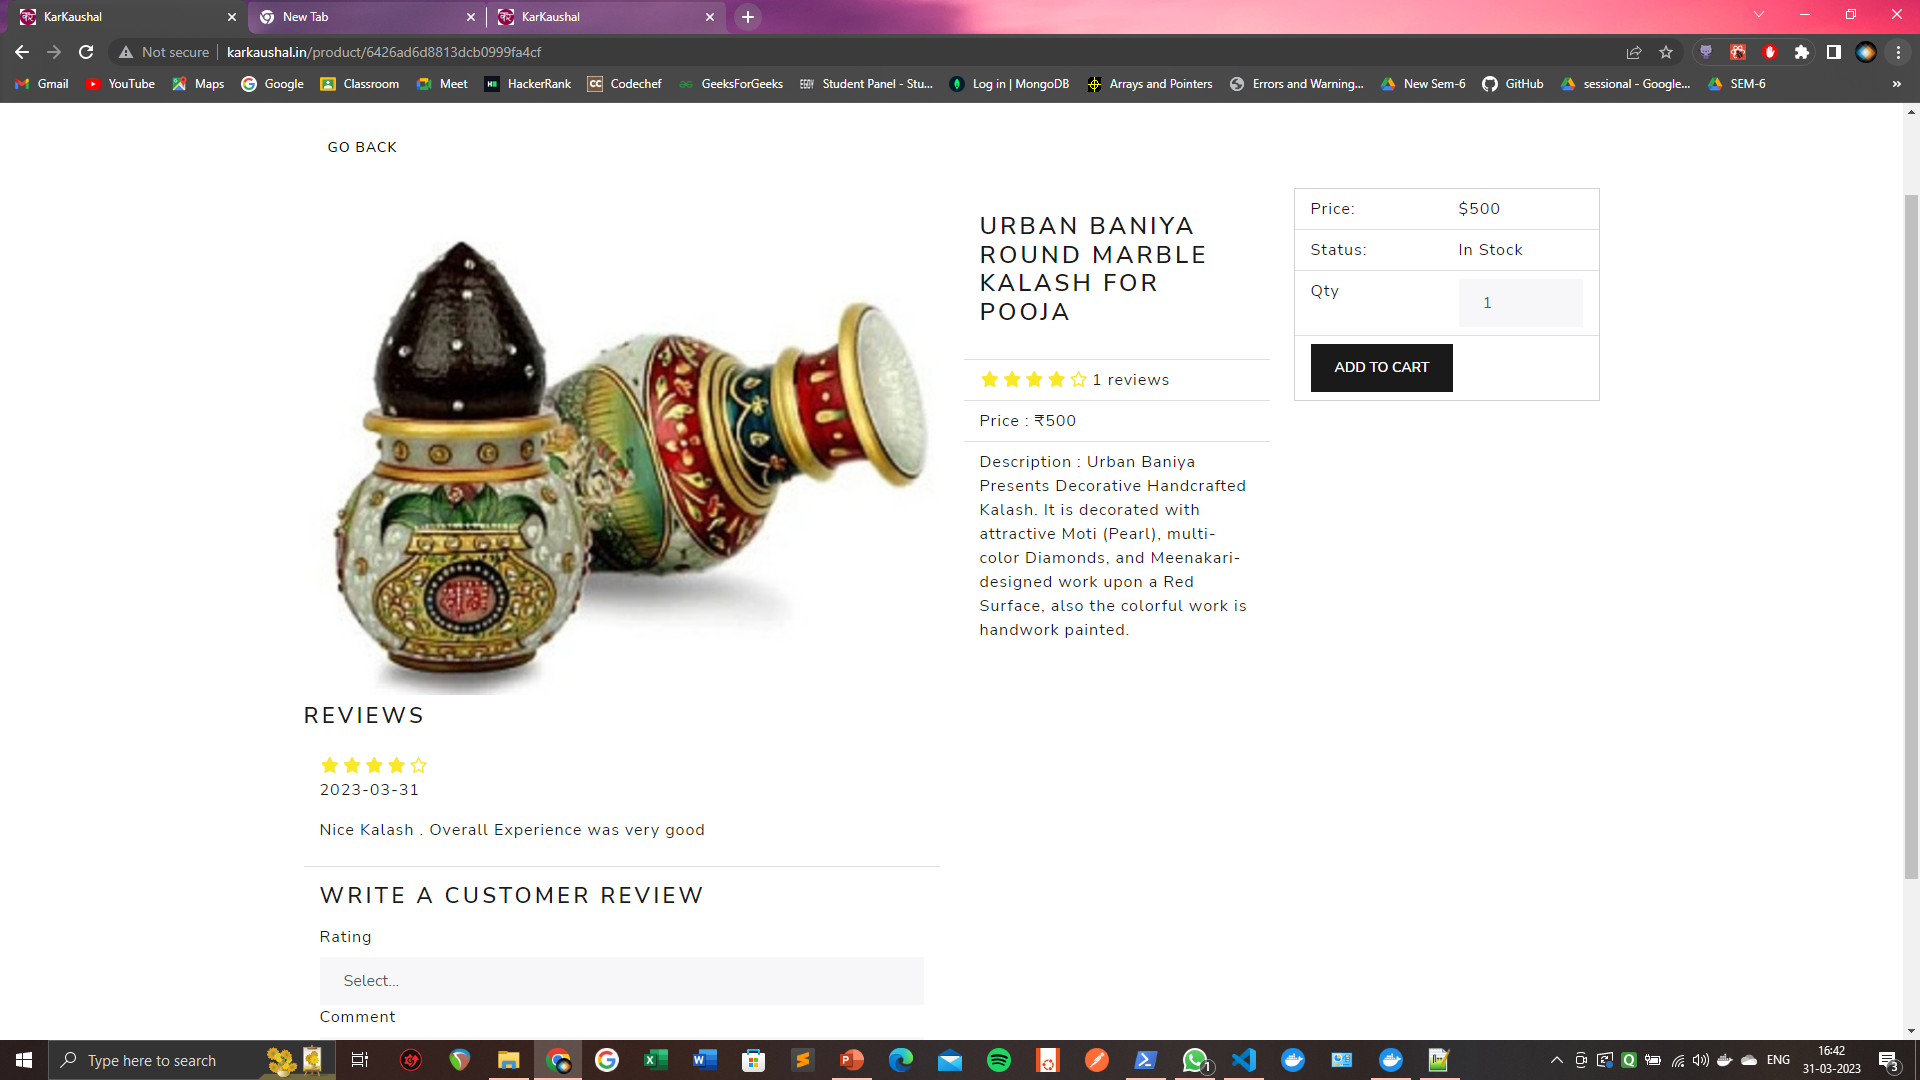 KarKaushal
New Tab
KarKaushal
Not secure
karkaushal.in/product/6426ad6d8813dcb0999fa4cf
Gmail
YouTube
Maps
Google
Classroom
Meet
HackerRank
Codechef
GeeksForGeeks
Student Panel - Stu...
Log in | MongoDB
Arrays and Pointers
Errors and Warning...
New Sem-6
GitHub
sessional - Google...
SEM-6
GO BACK
URBAN BANIYA
ROUND MARBLE
KALASH FOR
POOJA
1 reviews
Price : ₹500
Description : Urban Baniya
Presents Decorative Handcrafted
Kalash. It is decorated with
attractive Moti (Pearl), multi-
color Diamonds, and Meenakari-
designed work upon a Red
Surface, also the colorful work is
handwork painted.
Price: $500
Status: In Stock
Qty 1
ADD TO CART
REVIEWS
2023-03-31
Nice Kalash . Overall Experience was very good
WRITE A CUSTOMER REVIEW
Rating
Select...
Comment
Type here to search
ENG
16:42
31-03-2023